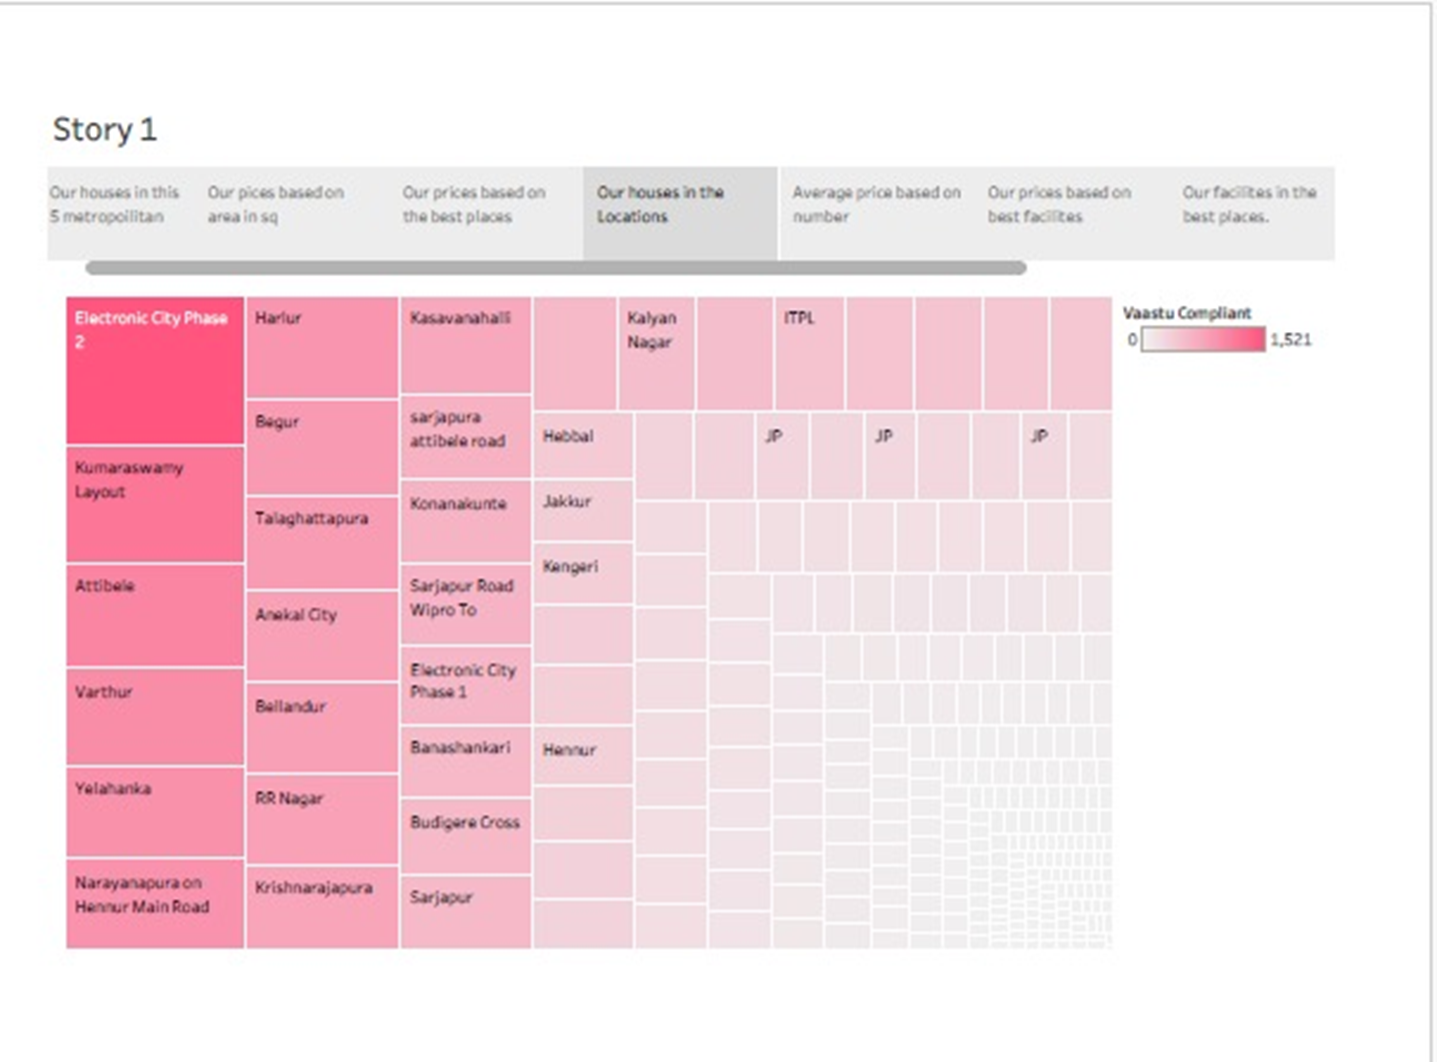 Story 1
Our houses in this
5 metropoilitan
Our pices based on
area in sq
Our prices based on
the best places
Our houses in the
Locations
Average price based on
number
Our prices based on
best facilites
Our facilites in the
best places.
Vaastu Compliant
0
1,521
Electronic City Phase
2
Kumaraswamy
Layout
Attibele
Varthur
Yelahanka
Narayanapura on
Hennur Main Road
Harlur
Begur
Talaghattapura
Anekal City
Bellandur
RR Nagar
Krishnarajapura
Kasavanahalli
sarjapura
attibele road
Konanakunte
Sarjapur Road
Wipro To
Electronic City
Phase 1
Banashankari
Budigere Cross
Sarjapur
Kalyan
Nagar
ITPL
Hebbal
Jakkur
Kengeri
Hennur
JP
JP
JP